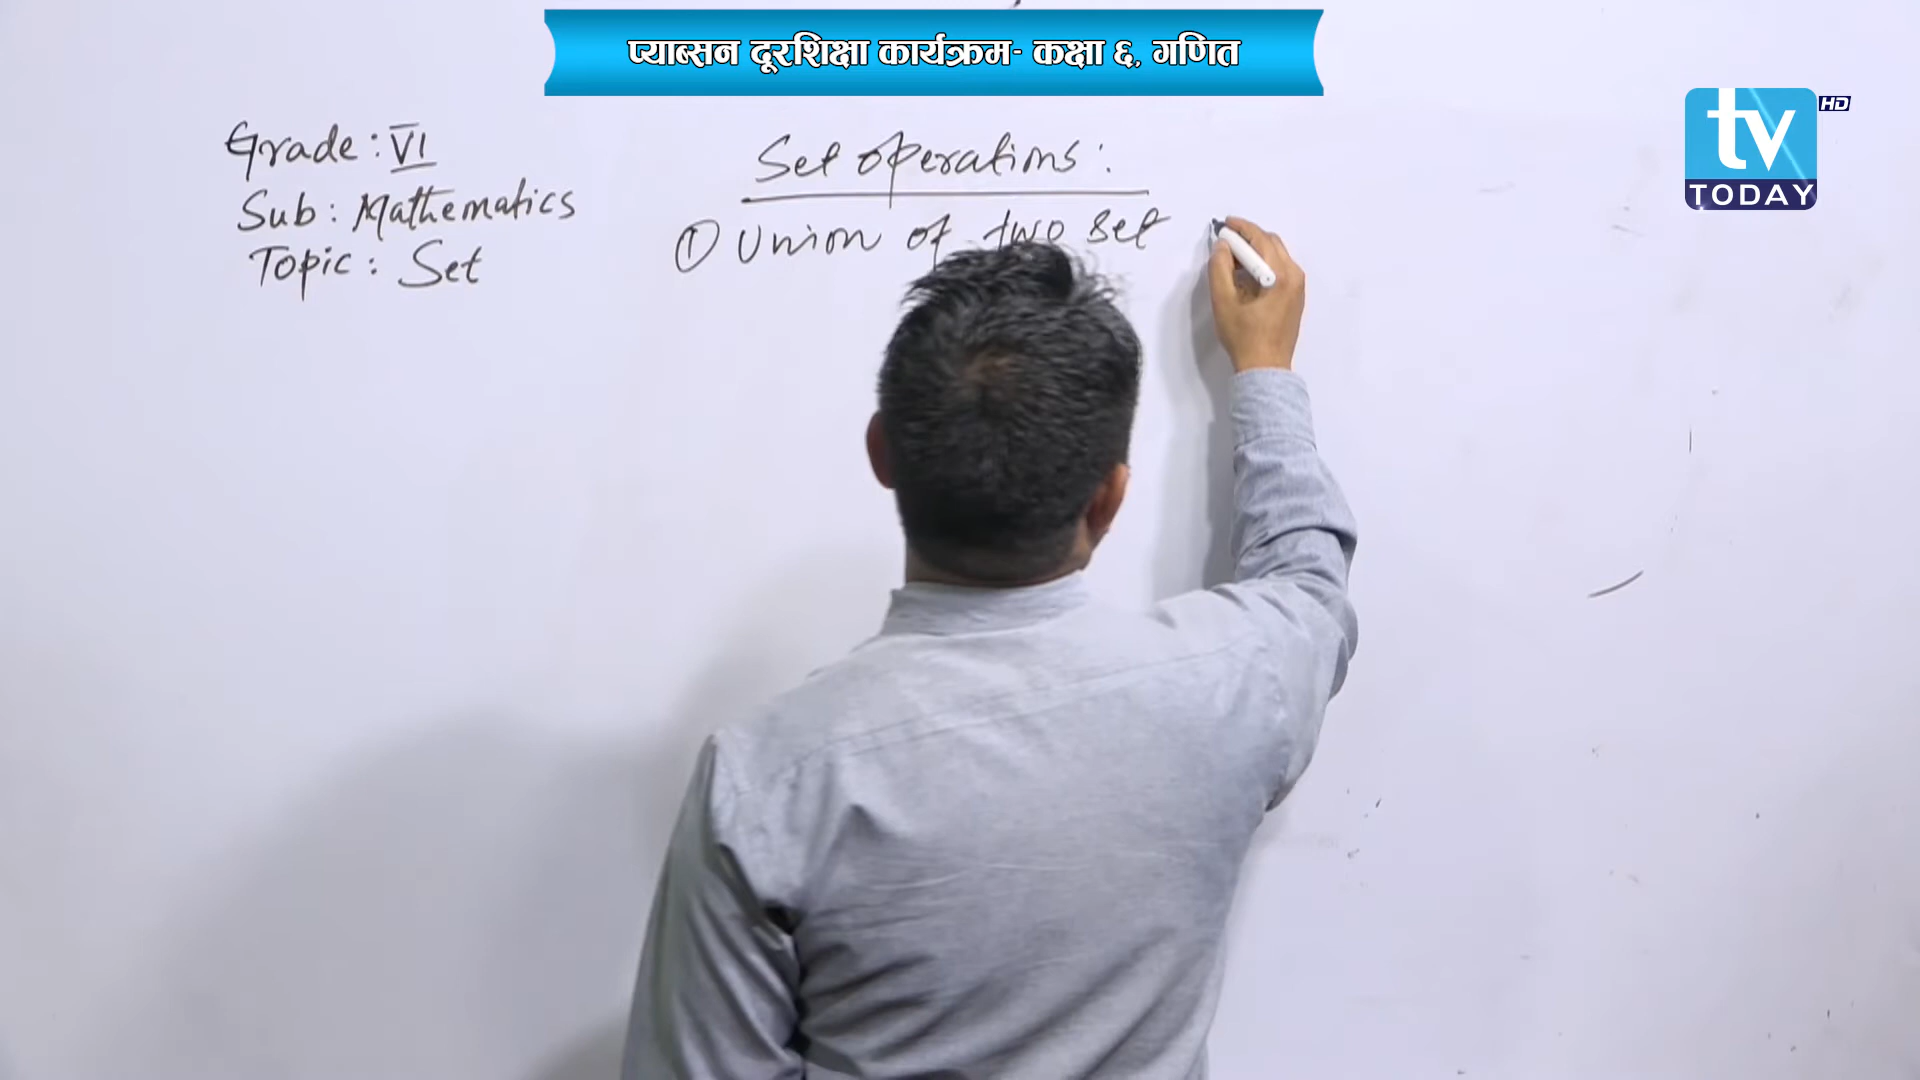 प्याब्सन दूरशिक्षा कार्यक्रम- कक्षा ६, गणित
tv
HD
TODAY
Grade: VI
Sub: Mathematics
Topic: Set
Set operations:
① Union of two set